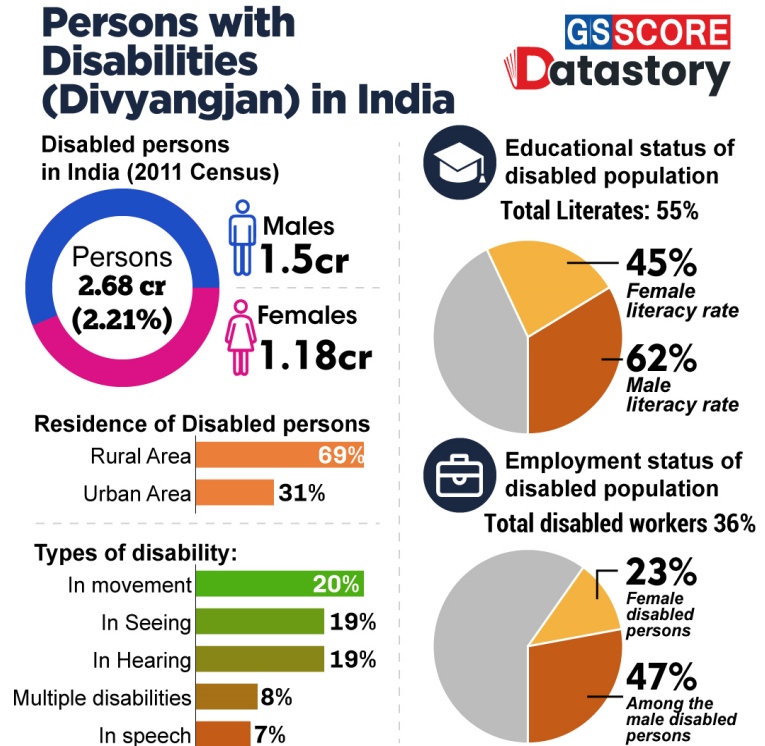 Persons with
Disabilities
(Divyangjan) in India
GSSCORE
Datastory
Disabled persons
in India (2011 Census)
Persons
2.68 cr
(2.21%)
Males
1.5cr
Females
1.18cr
Residence of Disabled persons
Rural Area 69%
Urban Area 31%
Types of disability:
In movement 20%
In Seeing 19%
In Hearing 19%
Multiple disabilities 8%
In speech 7%
Educational status of
disabled population
Total Literates: 55%
45%
Female
literacy rate
62%
Male
literacy rate
Employment status of
disabled population
Total disabled workers 36%
23%
Female
disabled
persons
47%
Among the
male disabled
persons